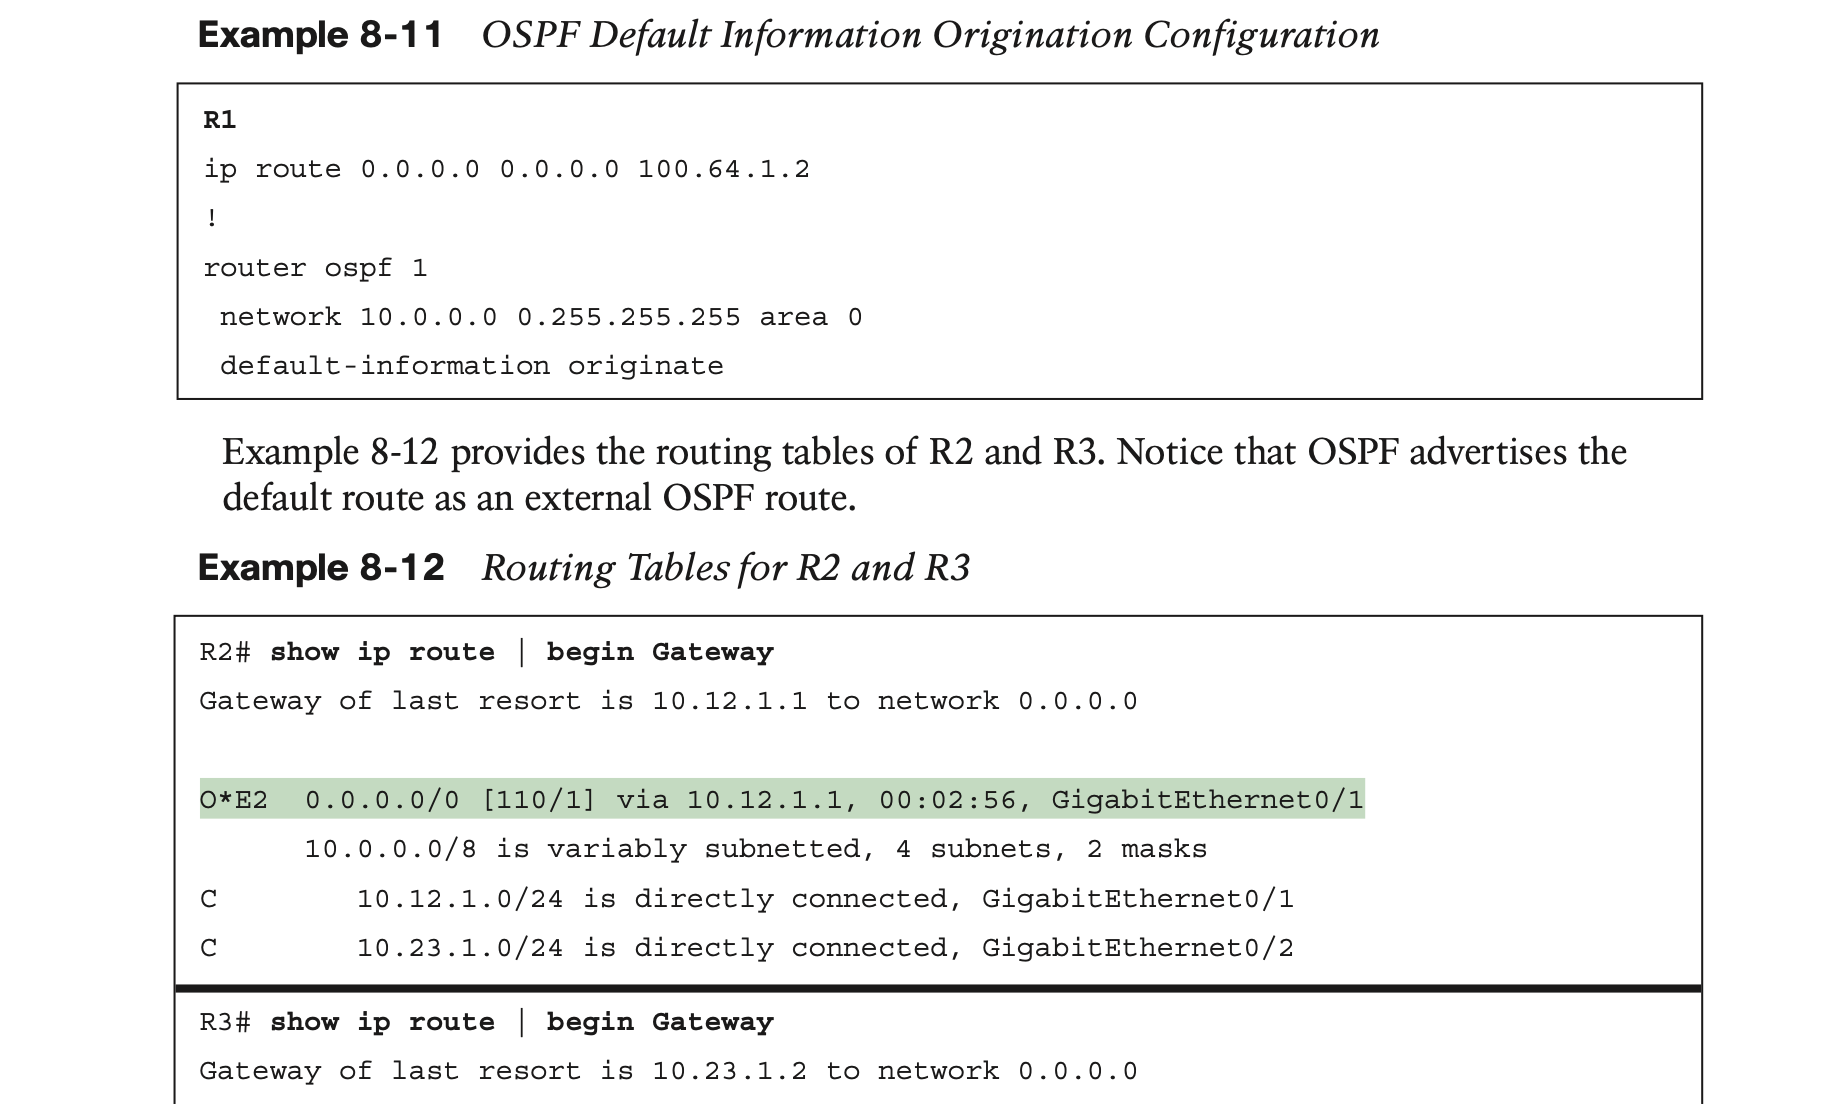 Example 8-11 OSPF Default Information Origination Configuration
R1
ip route 0.0.0.0 0.0.0.0 100.64.1.2
!
router ospf 1
network 10.0.0.0 0.255.255.255 area 0
default-information originate
Example 8-12 provides the routing tables of R2 and R3. Notice that OSPF advertises the
default route as an external OSPF route.
Example 8-12 Routing Tables for R2 and R3
R2# show ip route | begin Gateway
Gateway of last resort is 10.12.1.1 to network 0.0.0.0
O*E2 0.0.0.0/0 [110/1] via 10.12.1.1, 00:02:56, GigabitEthernet0/1
10.0.0.0/8 is variably subnetted, 4 subnets, 2 masks
C 10.12.1.0/24 is directly connected, GigabitEthernet0/1
C 10.23.1.0/24 is directly connected, GigabitEthernet0/2
R3# show ip route | begin Gateway
Gateway of last resort is 10.23.1.2 to network 0.0.0.0